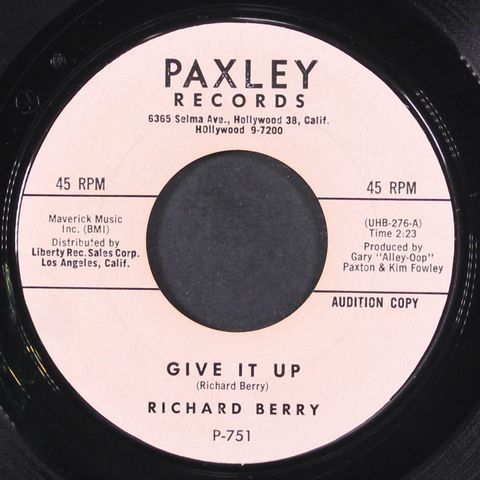 PAXLEY
RECORDS
6365 Selma Ave., Hollywood 38, Calif.
HOllywood 9-7200
45 RPM
45 RPM
Maverick Music
Inc. (BMI)
Distributed by
Liberty Rec. Sales Corp.
Los Angeles, Calif.
(UHB-276-A)
Time 2:23
Produced by
Gary "Alley-Oop"
Paxton & Kim Fowley
AUDITION COPY
GIVE IT UP
(Richard Berry)
RICHARD BERRY
P-751